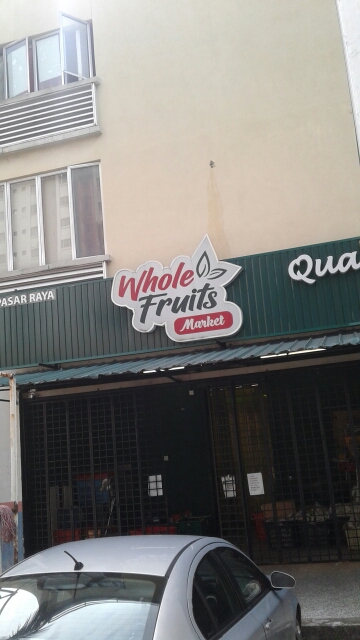 PASAR RAYA
Whole
Fruits
Market
Qua